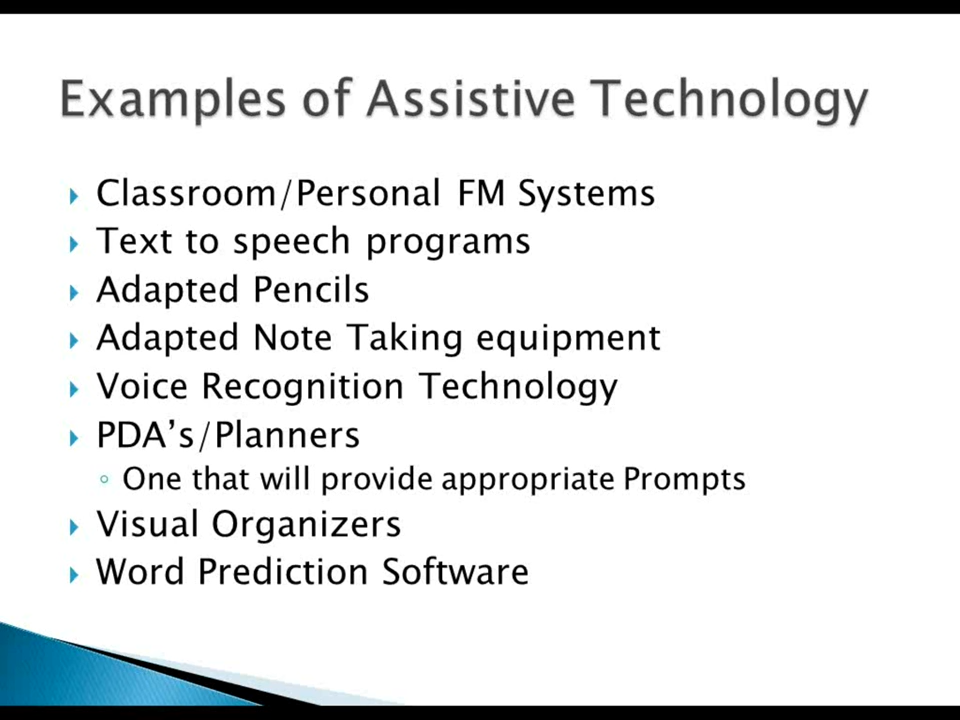 Examples of Assistive Technology
Classroom/Personal FM Systems
Text to speech programs
Adapted Pencils
Adapted Note Taking equipment
Voice Recognition Technology
PDA’s/Planners
One that will provide appropriate Prompts
Visual Organizers
Word Prediction Software